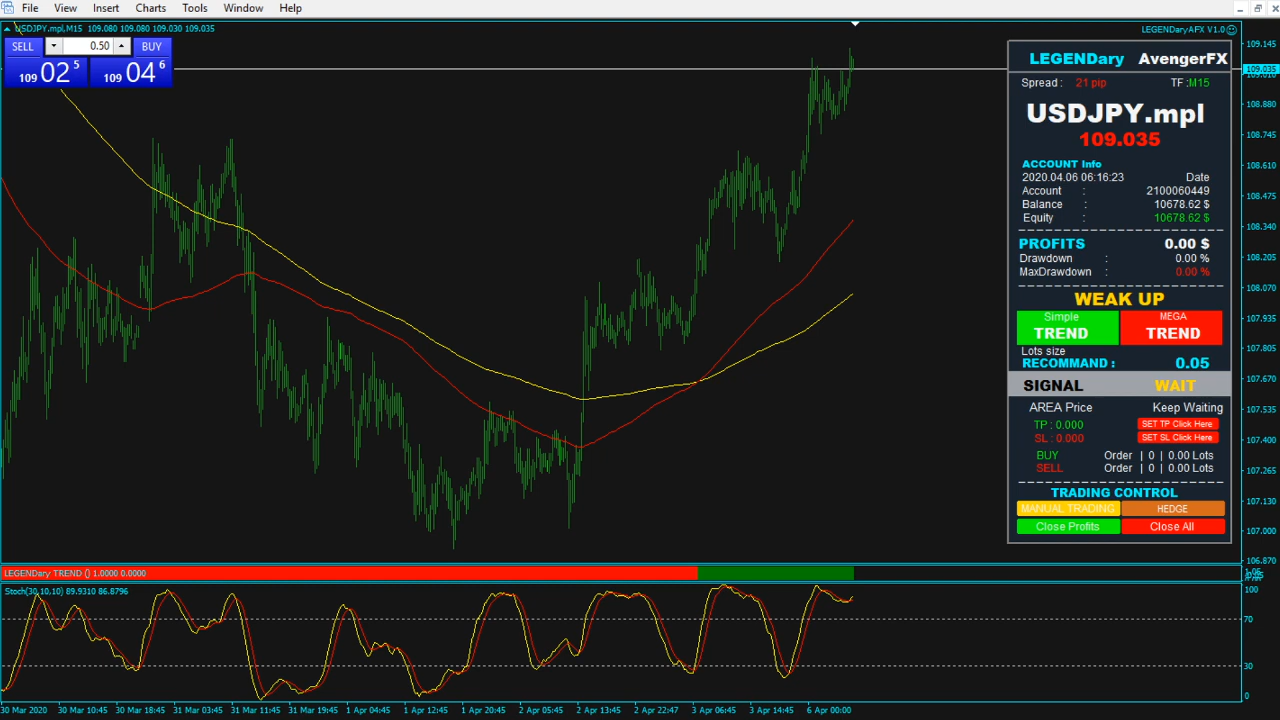 File View Insert Charts Tools Window Help
USDJPY.mpl,M15 109.080 109.080 109.030 109.035
LEGENDaryAFX V1.0
SELL 0.50 BUY
109 02 5 109 04 6
LEGENDary AvengerFX
Spread : 21 pip TF :M15
USDJPY.mpl
109.035
ACCOUNT Info
2020.04.06 06:16:23 Date
Account : 2100060449
Balance : 10678.62 $
Equity : 10678.62 $
PROFITS 0.00 $
Drawdown : 0.00 %
MaxDrawdown : 0.00 %
WEAK UP
Simple TREND
MEGA TREND
Lots size
RECOMMAND : 0.05
SIGNAL WAIT
AREA Price Keep Waiting
TP : 0.000 SET TP Click Here
SL : 0.000 SET SL Click Here
BUY Order | 0 | 0.00 Lots
SELL Order | 0 | 0.00 Lots
TRADING CONTROL
MANUAL TRADING HEDGE
Close Profits Close All
109.145
109.035
109.010
108.880
108.745
108.610
108.475
108.340
108.205
108.070
107.935
107.805
107.670
107.535
107.400
107.265
107.130
107.000
106.870
LEGENDary TREND () 1.0000 0.0000
Stoch(30,10,10) 89.9310 86.8796
100
70
30
0
30 Mar 2020 30 Mar 10:45 30 Mar 18:45 31 Mar 03:45 31 Mar 11:45 31 Mar 19:45 1 Apr 04:45 1 Apr 12:45 1 Apr 20:45 2 Apr 05:45 2 Apr 13:45 2 Apr 22:47 3 Apr 06:45 3 Apr 14:45 6 Apr 00:00